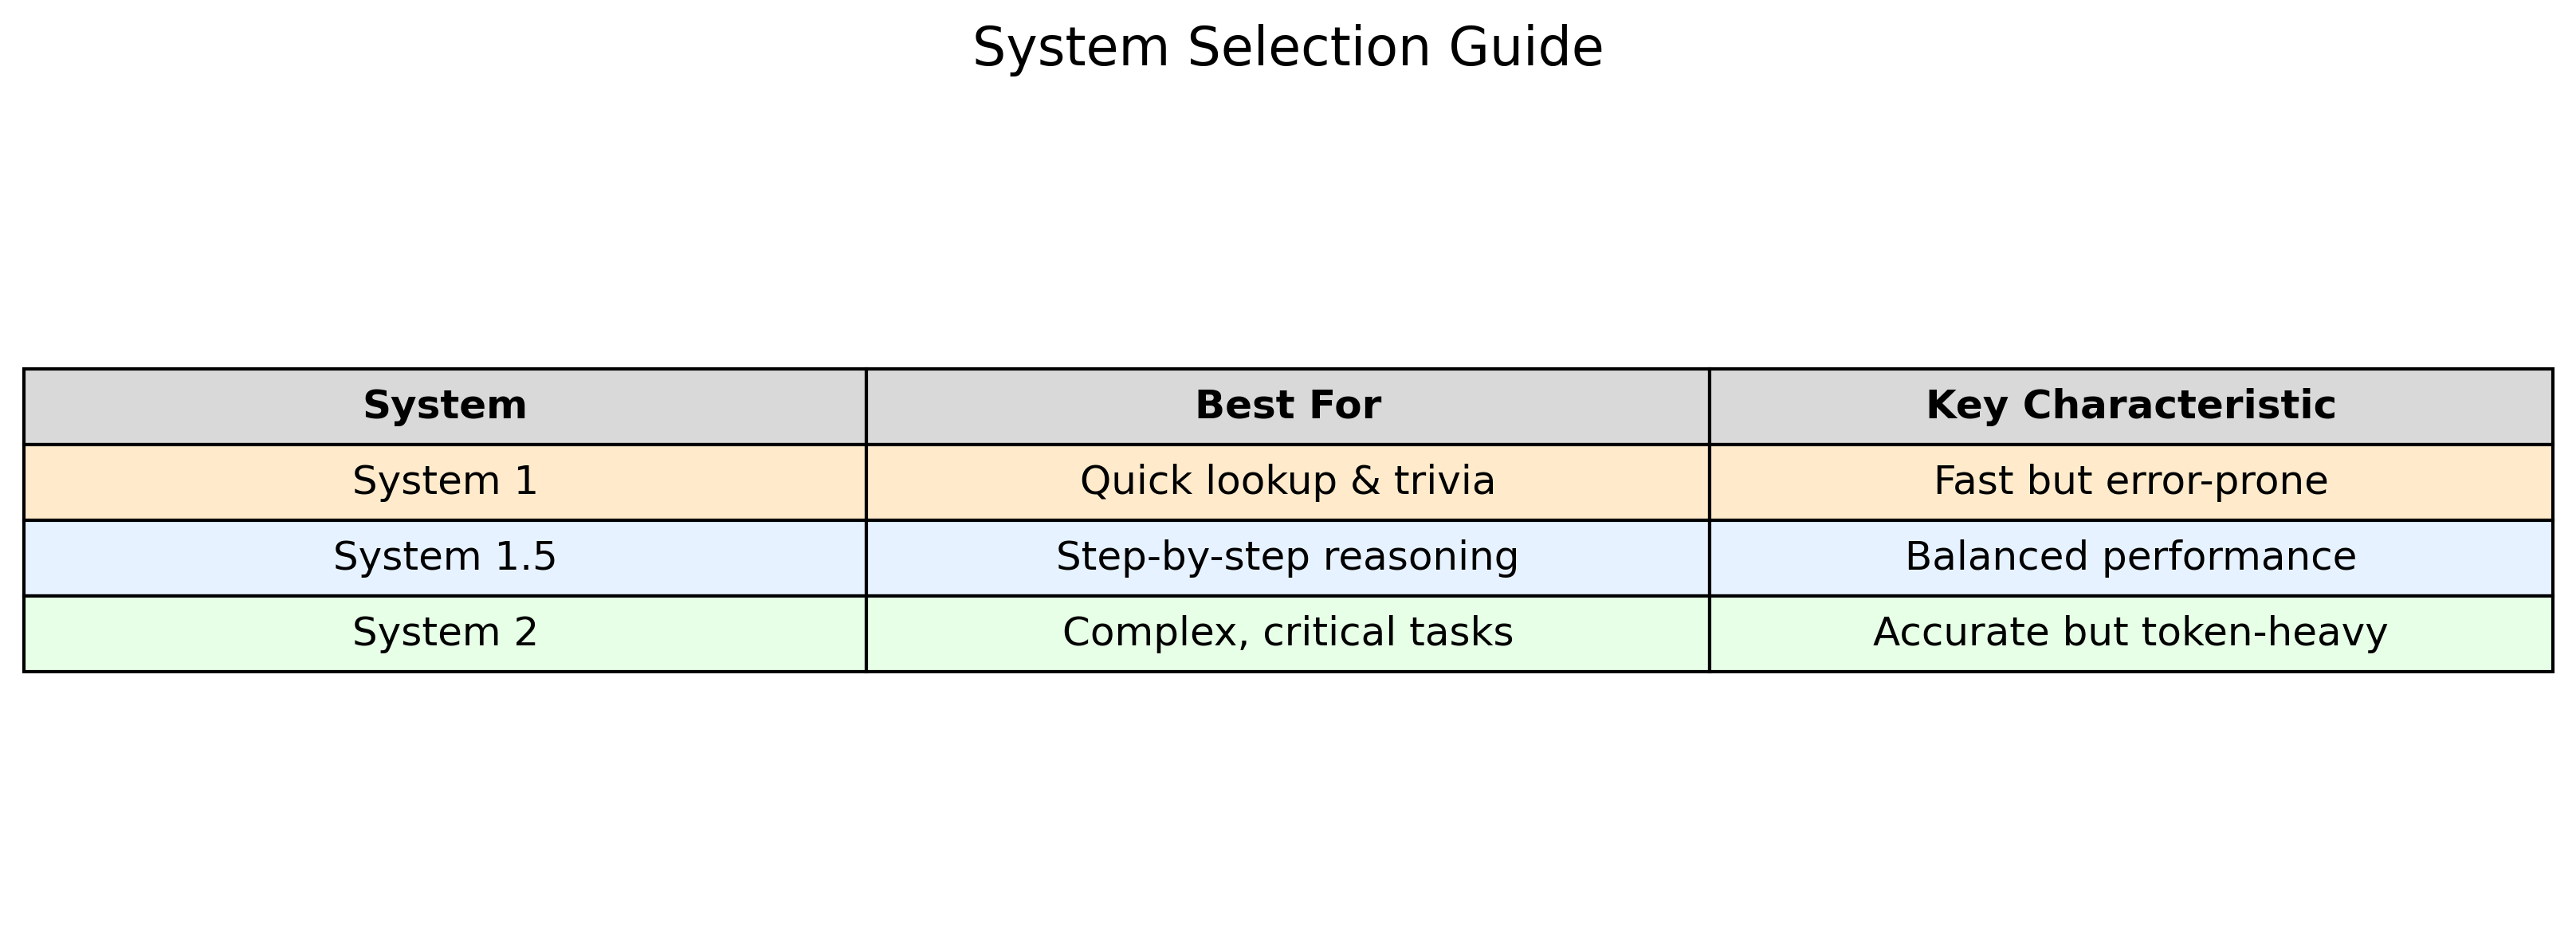 System Selection Guide
System Best For Key Characteristic
System 1 Quick lookup & trivia Fast but error-prone
System 1.5 Step-by-step reasoning Balanced performance
System 2 Complex, critical tasks Accurate but token-heavy